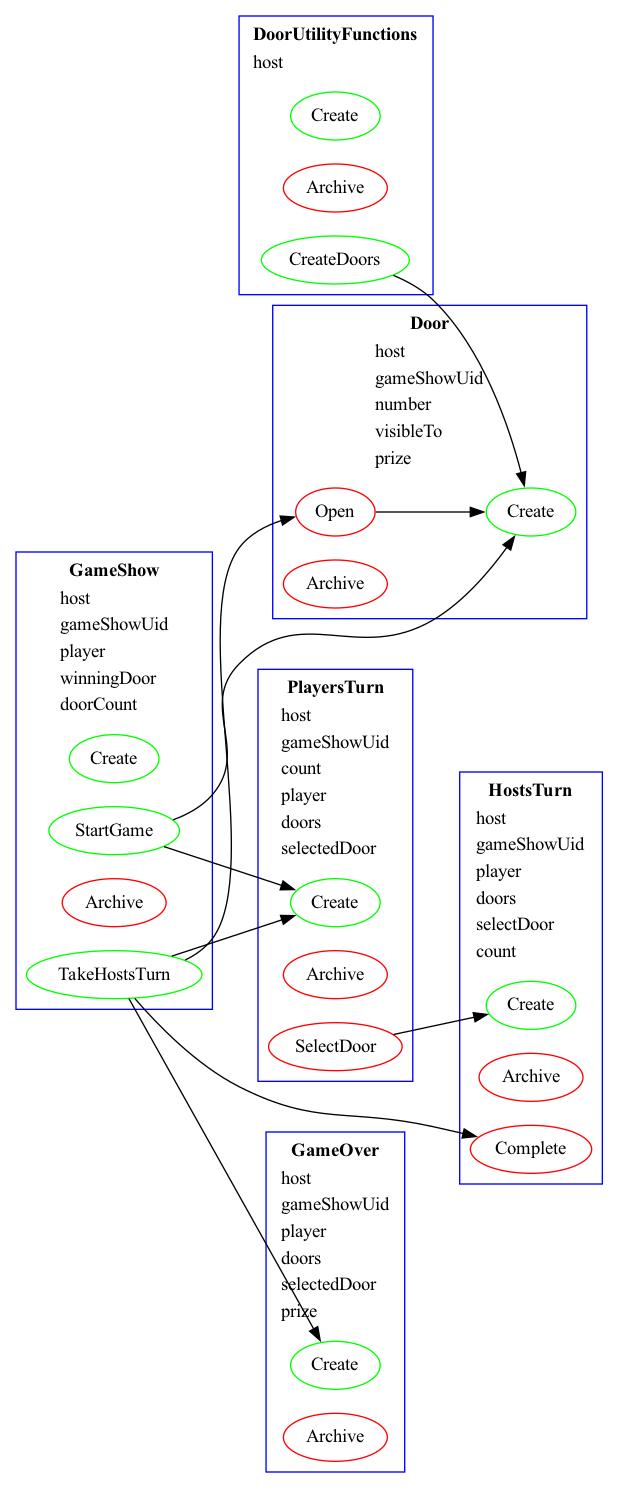 DoorUtilityFunctions
host
Create
Archive
CreateDoors
Door
host
gameShowUid
number
visibleTo
prize
Open
Create
Archive
GameShow
host
gameShowUid
player
winningDoor
doorCount
Create
StartGame
Archive
TakeHostsTurn
PlayersTurn
host
gameShowUid
count
player
doors
selectedDoor
Create
Archive
SelectDoor
HostsTurn
host
gameShowUid
player
doors
selectDoor
count
Create
Archive
Complete
GameOver
host
gameShowUid
player
doors
selectedDoor
prize
Create
Archive